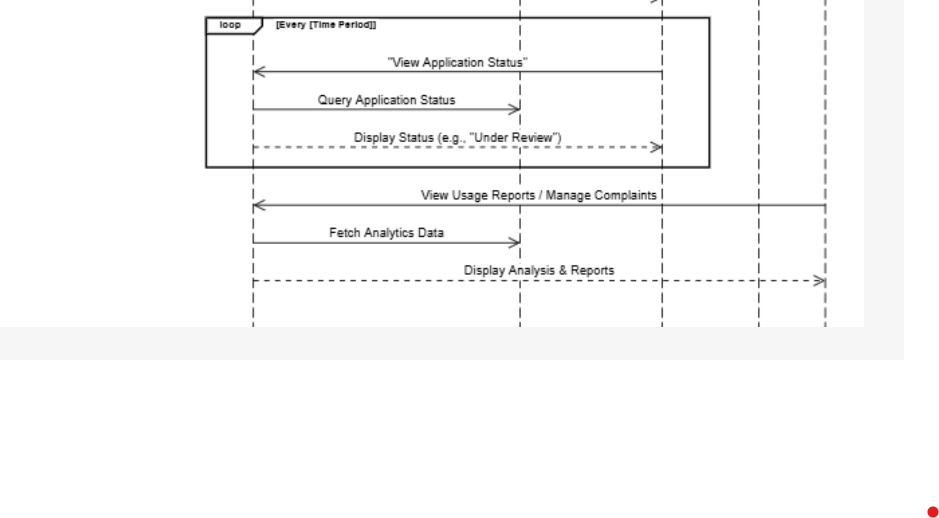 loop [Every [Time Period]]
"View Application Status"
Query Application Status
Display Status (e.g., "Under Review")
View Usage Reports / Manage Complaints
Fetch Analytics Data
Display Analysis & Reports